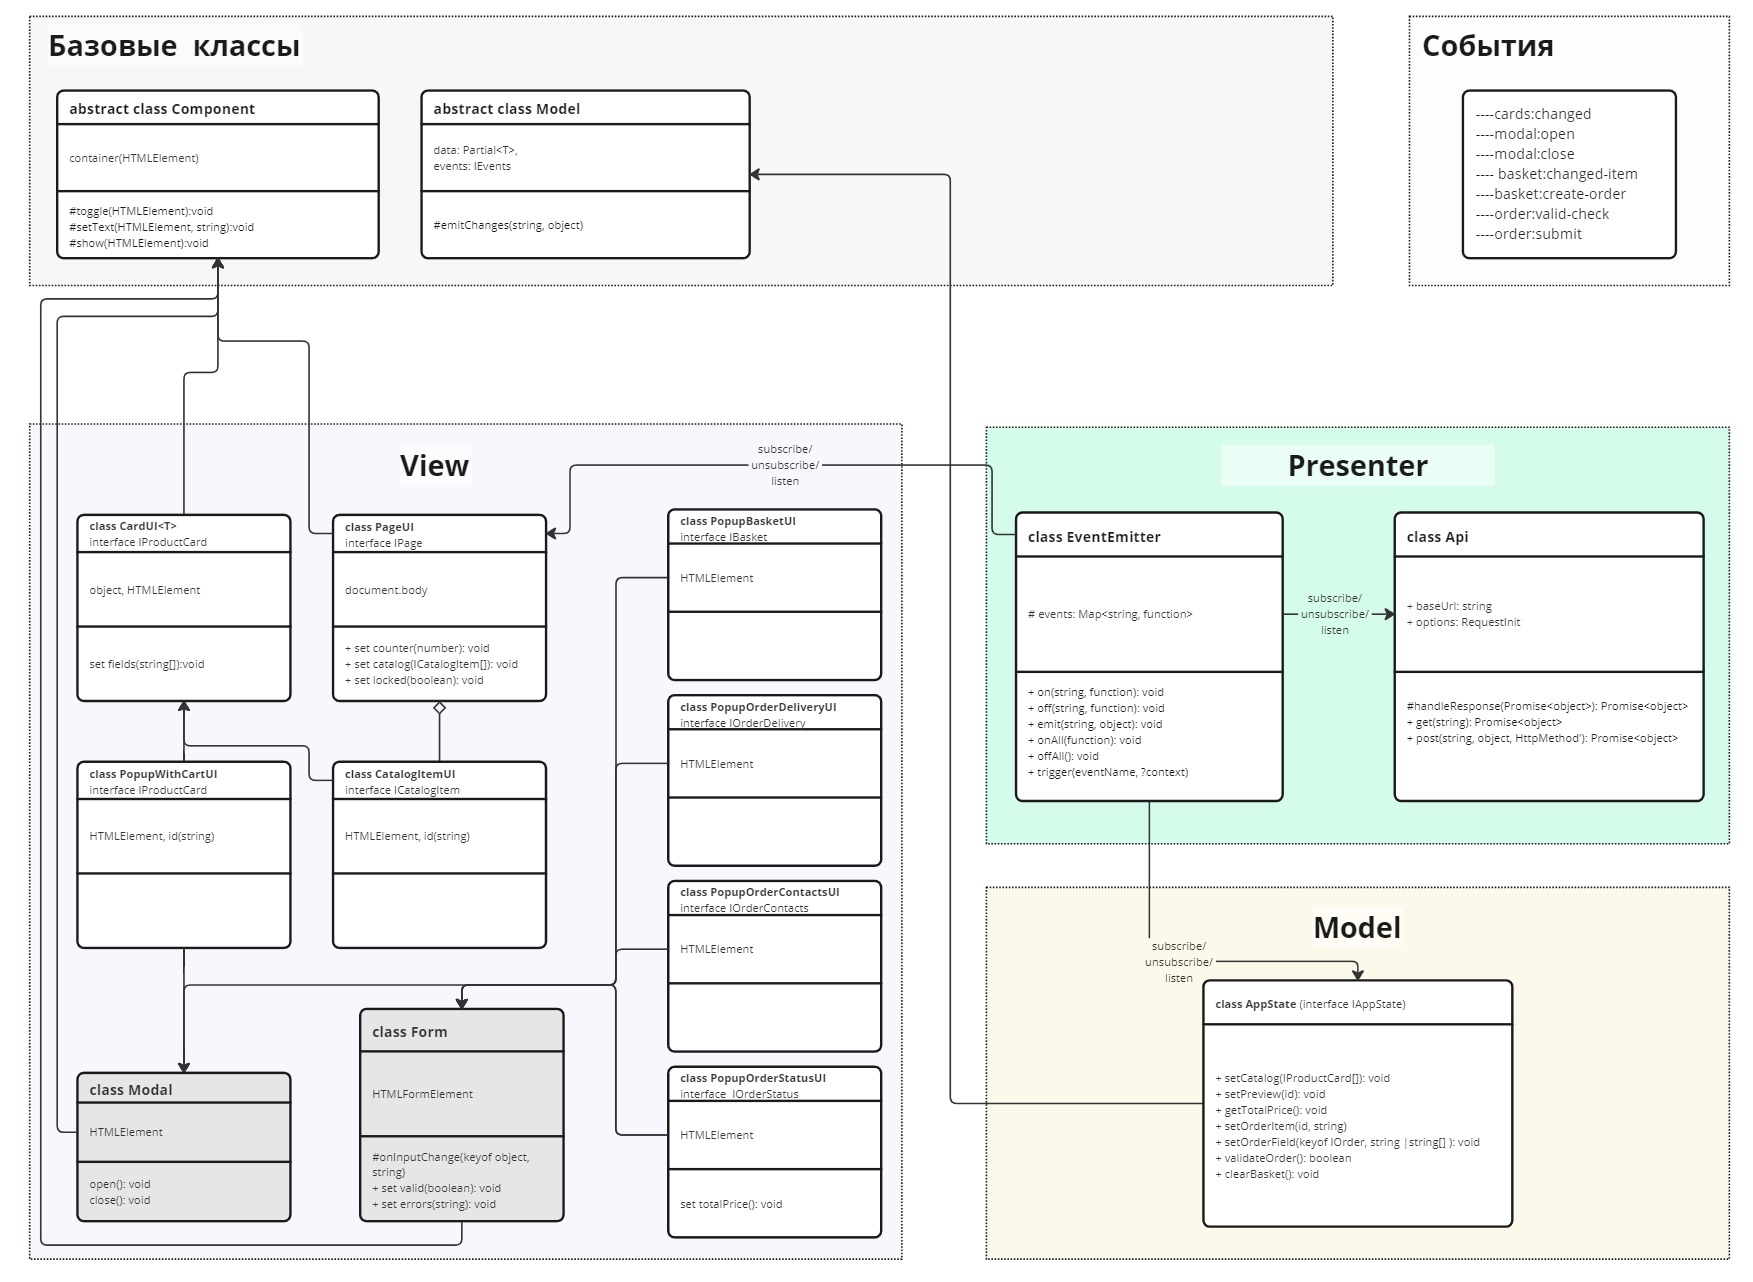 Базовые классы
abstract class Component
container(HTMLElement)
#toggle(HTMLElement):void
#setText(HTMLElement, string):void
#show(HTMLElement):void
abstract class Model
data: Partial<T>,
events: IEvents
#emitChanges(string, object)
События
----cards:changed
----modal:open
----modal:close
---- basket:changed-item
----basket:create-order
----order:valid-check
----order:submit
View
subscribe/
unsubscribe/
listen
class CardUI<T>
interface IProductCard
object, HTMLElement
set fields(string[]):void
class PageUI
interface IPage
document.body
+ set counter(number): void
+ set catalog(ICatalogItem[]): void
+ set locked(boolean): void
class PopupBasketUI
interface IBasket
HTMLElement
class PopupOrderDeliveryUI
interface IOrderDelivery
HTMLElement
class PopupWithCartUI
interface IProductCard
HTMLElement, id(string)
class CatalogItemUI
interface ICatalogItem
HTMLElement, id(string)
class PopupOrderContactsUI
interface IOrderContacts
HTMLElement
class Modal
HTMLElement
open(): void
close(): void
class Form
HTMLFormElement
#onInputChange(keyof object,
string)
+ set valid(boolean): void
+ set errors(string): void
class PopupOrderStatusUI
interface  IOrderStatus
HTMLElement
set totalPrice(): void
Presenter
class EventEmitter
# events: Map<string, function>
+ on(string, function): void
+ off(string, function): void
+ emit(string, object): void
+ onAll(function): void
+ offAll(): void
+ trigger(eventName, ?context)
subscribe/
unsubscribe/
listen
class Api
+ baseUrl: string
+ options: RequestInit
#handleResponse(Promise<object>): Promise<object>
+ get(string): Promise<object>
+ post(string, object, HttpMethod'): Promise<object>
Model
subscribe/
unsubscribe/
listen
class AppState (interface IAppState)
+ setCatalog(IProductCard[]): void
+ setPreview(id): void
+ getTotalPrice(): void
+ setOrderItem(id, string)
+ setOrderField(keyof IOrder, string |string[] ): void
+ validateOrder(): boolean
+ clearBasket(): void